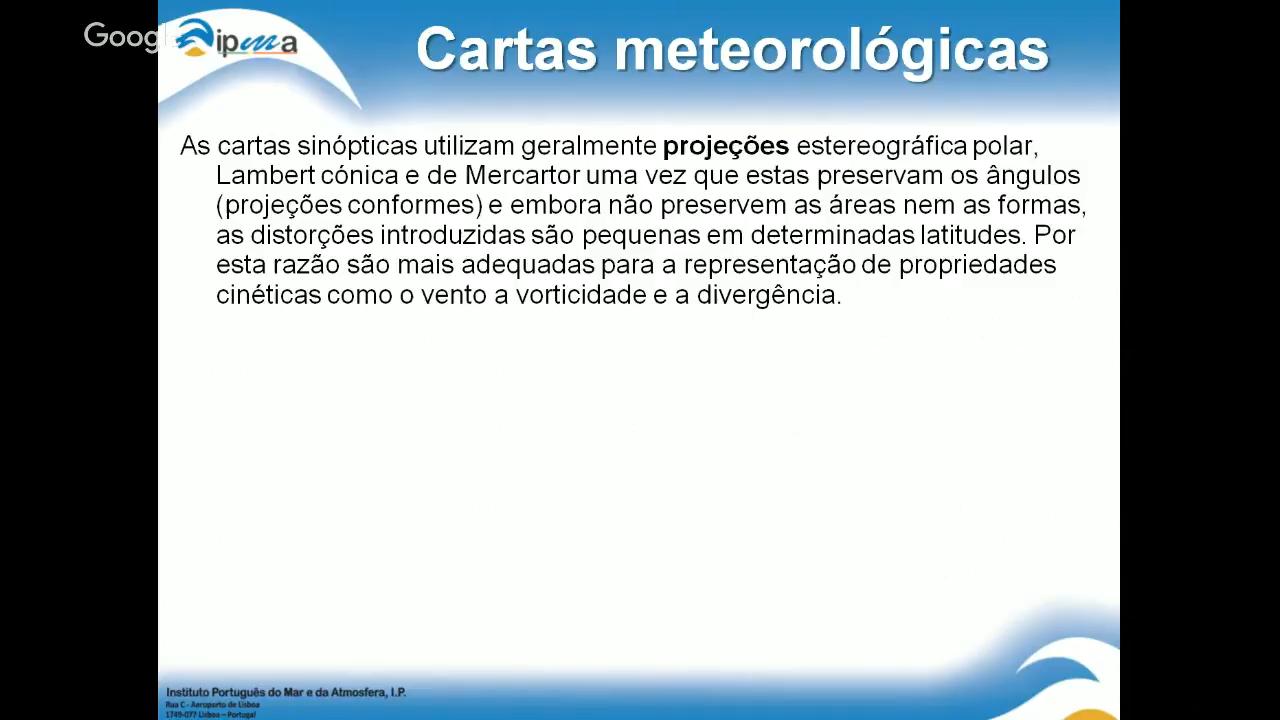 Google
ipma
Cartas meteorológicas
As cartas sinópticas utilizam geralmente projeções estereográfica polar,
Lambert cónica e de Mercartor uma vez que estas preservam os ângulos
(projeções conformes) e embora não preservem as áreas nem as formas,
as distorções introduzidas são pequenas em determinadas latitudes. Por
esta razão são mais adequadas para a representação de propriedades
cinéticas como o vento a vorticidade e a divergência.
Instituto Português do Mar e da Atmosfera, I.P.
Rua C - Aeroporto de Lisboa
1749-077 Lisboa – Portugal